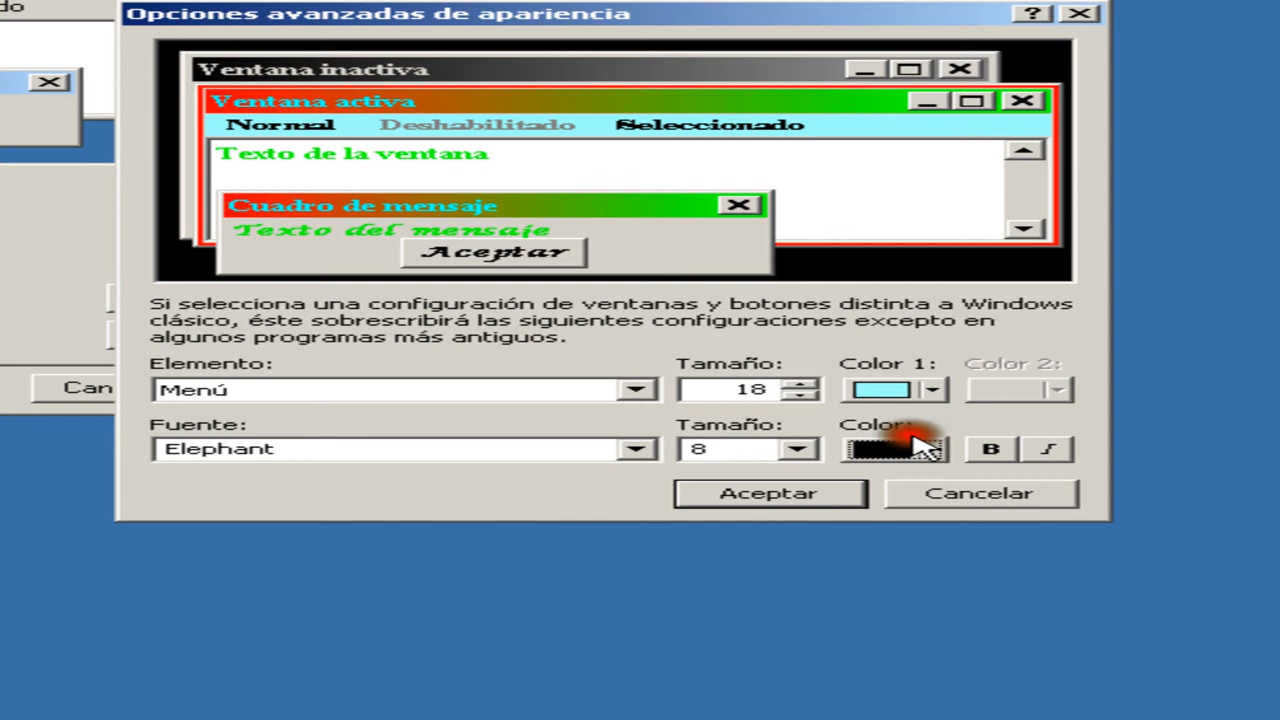 do
Opciones avanzadas de apariencia
Ventana inactiva
Ventana activa
Normal Deshabilitado Seleccionado
Texto de la ventana
Cuadro de mensaje
Texto del mensaje
Aceptar
Si selecciona una configuración de ventanas y botones distinta a Windows
clásico, éste sobrescribirá las siguientes configuraciones excepto en
algunos programas más antiguos.
Elemento: Tamaño: Color 1: Color 2:
Menú 18
Fuente: Tamaño: Color:
Elephant 8 B I
Can Aceptar Cancelar